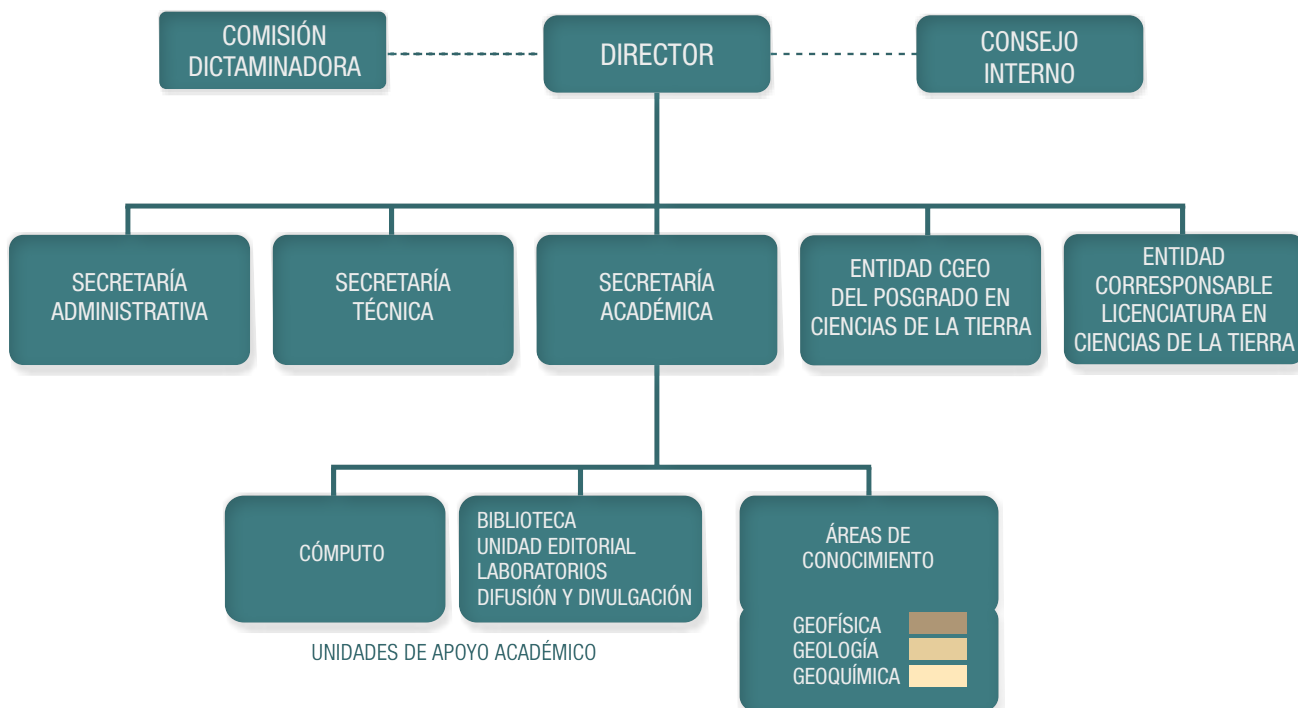 COMISIÓN
DICTAMINADORA
DIRECTOR
CONSEJO
INTERNO
SECRETARÍA
ADMINISTRATIVA
SECRETARÍA
TÉCNICA
SECRETARÍA
ACADÉMICA
ENTIDAD CGEO
DEL POSGRADO EN
CIENCIAS DE LA TIERRA
ENTIDAD
CORRESPONSABLE
LICENCIATURA EN
CIENCIAS DE LA TIERRA
CÓMPUTO
BIBLIOTECA
UNIDAD EDITORIAL
LABORATORIOS
DIFUSIÓN Y DIVULGACIÓN
ÁREAS DE
CONOCIMIENTO
GEOFÍSICA
GEOLOGÍA
GEOQUÍMICA
UNIDADES DE APOYO ACADÉMICO